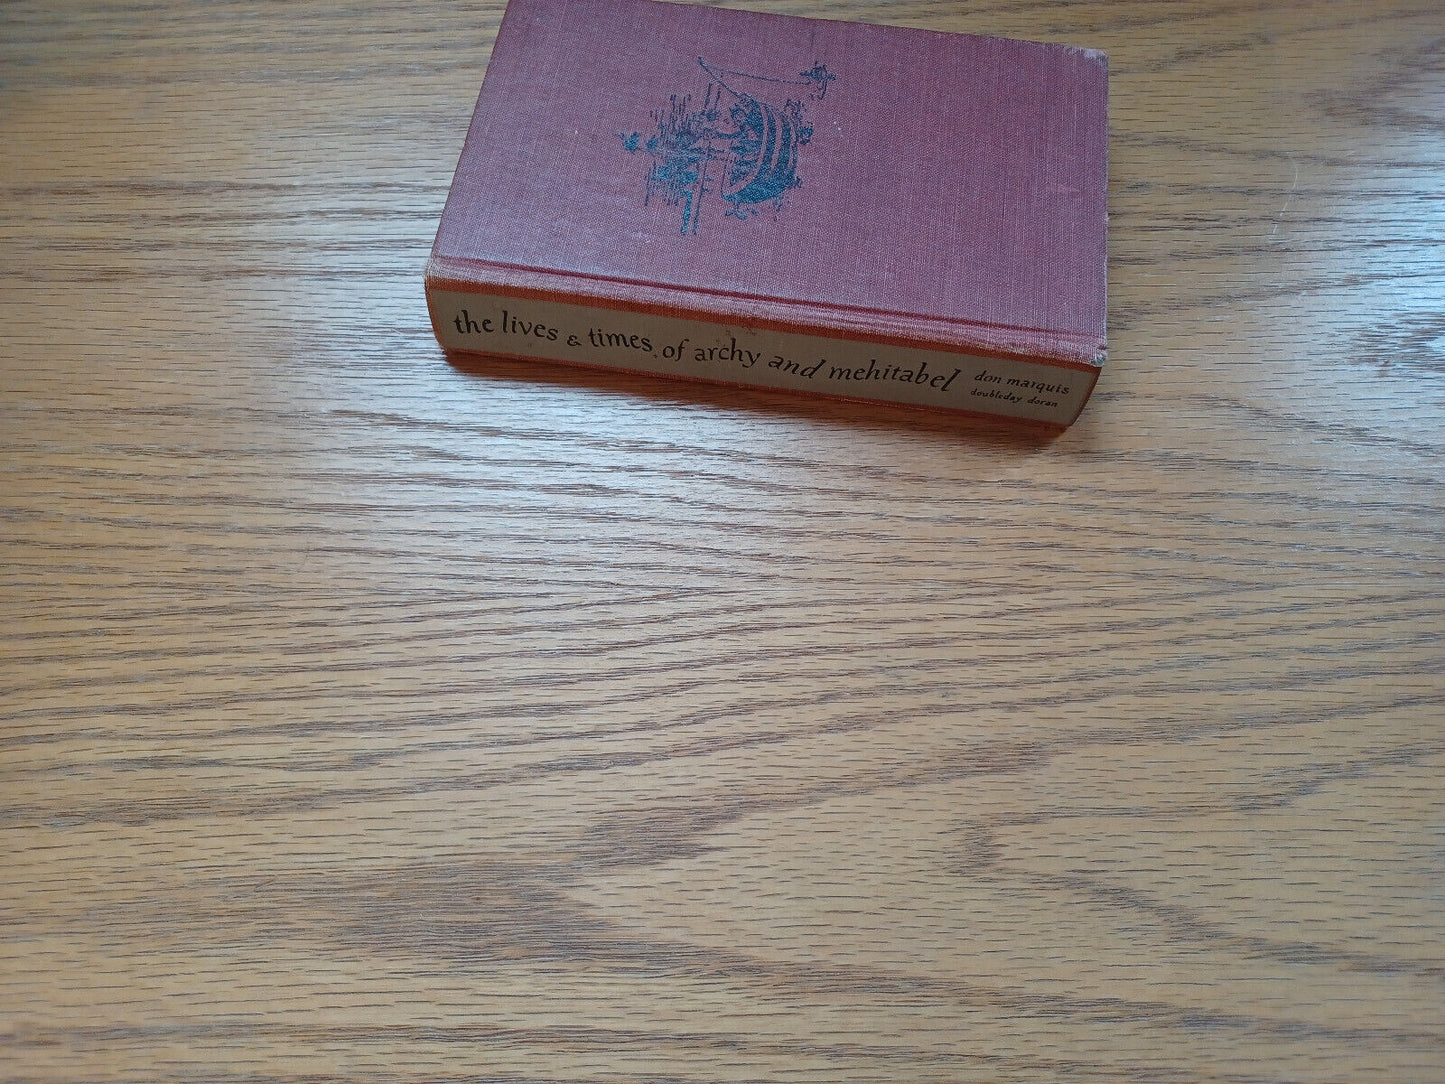 the lives & times of archy and mehitabel
don marquis
doubleday doran